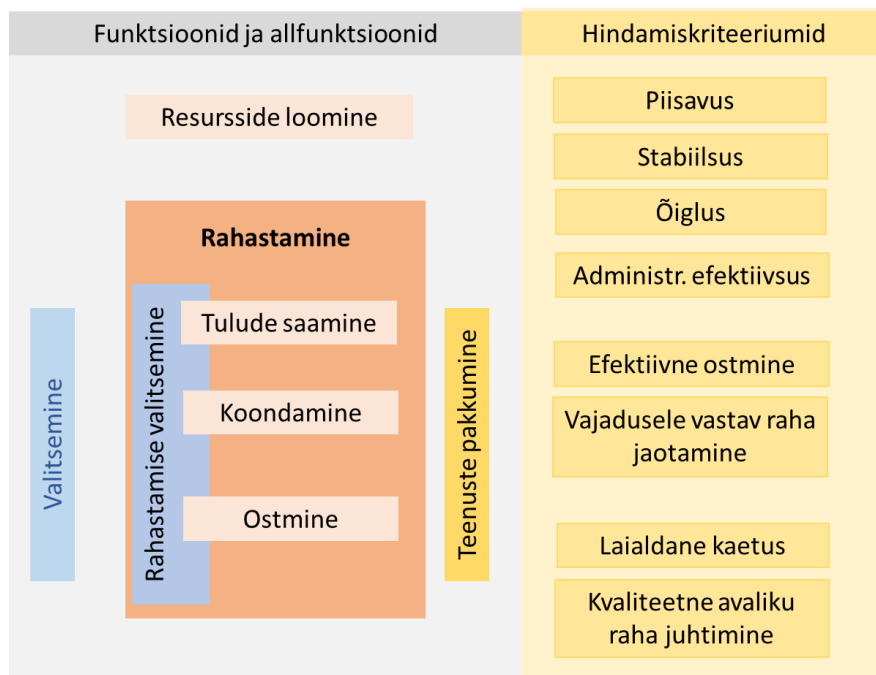 Funktsioonid ja allfunktsioonid
Resursside loomine
Rahastamine
Valitsemine
Rahastamise valitsemine
Tulude saamine
Koondamine
Ostmine
Teenuste pakkumine
Hindamiskriteeriumid
Piisavus
Stabiilsus
Õiglus
Administr. efektiivsus
Efektiivne ostmine
Vajadusele vastav raha
jaotamine
Laialdane kaetus
Kvaliteetne avaliku
raha juhtimine